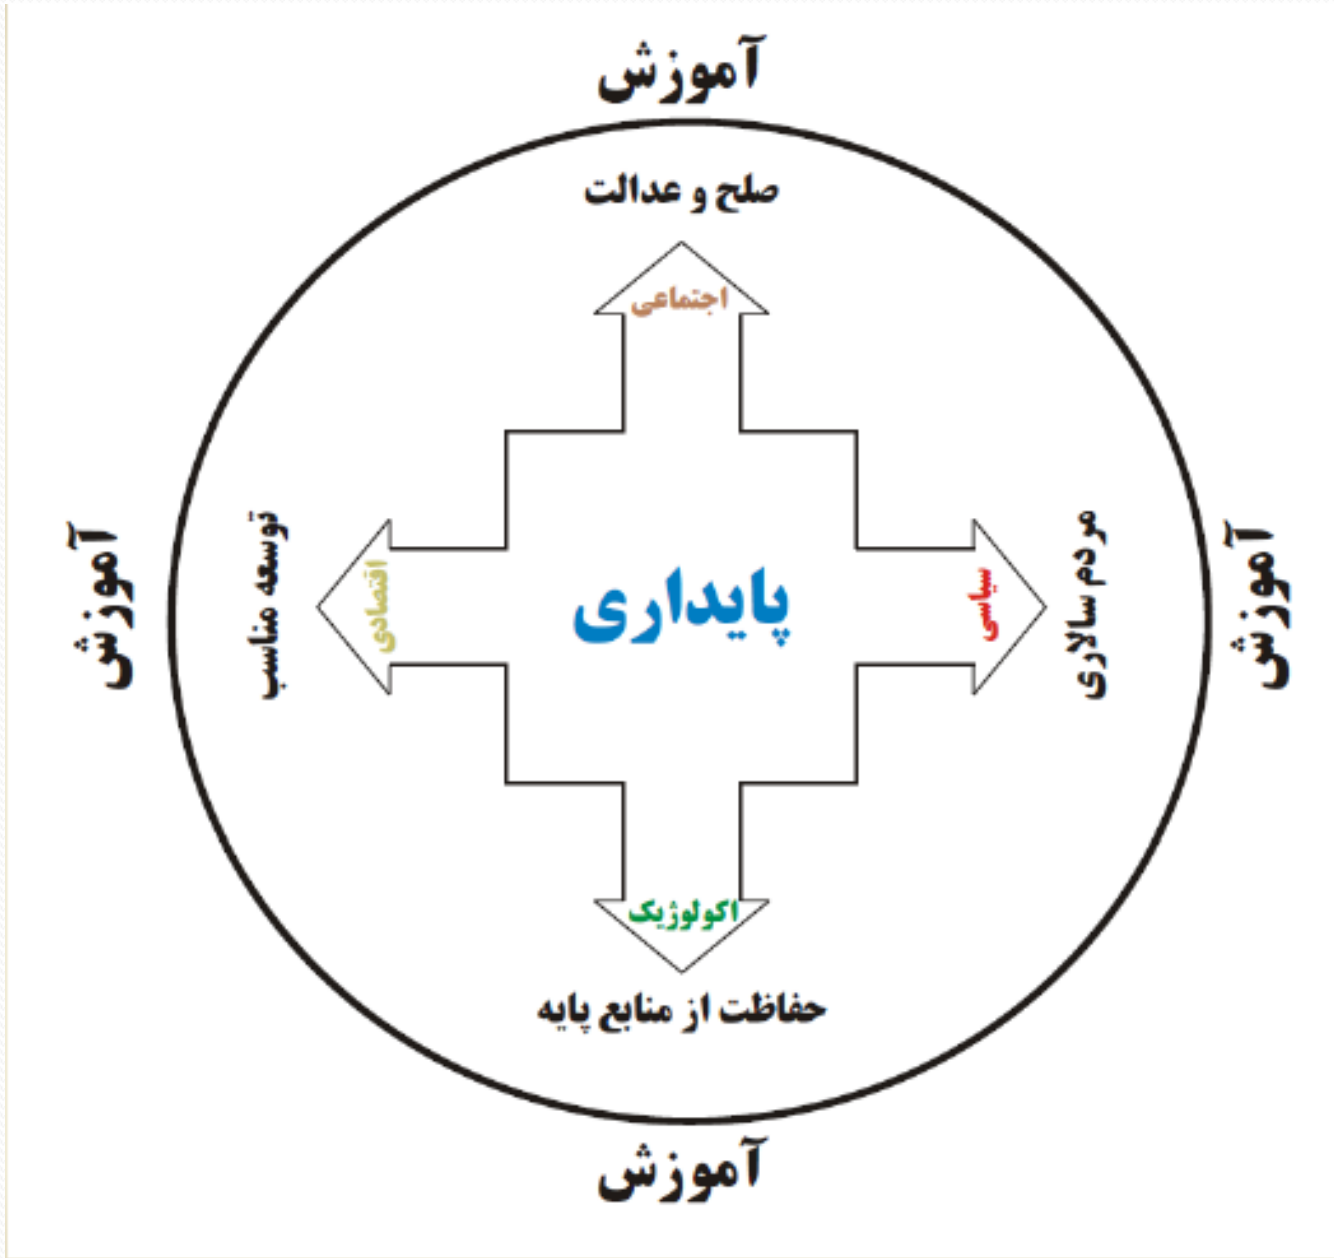 آموزش
صلح و عدالت
اجتماعی
آموزش
مردم سالاری
سیاسی
پایداری
اقتصادی
توسعه مناسب
آموزش
اکولوژیک
حفاظت از منابع پایه
آموزش